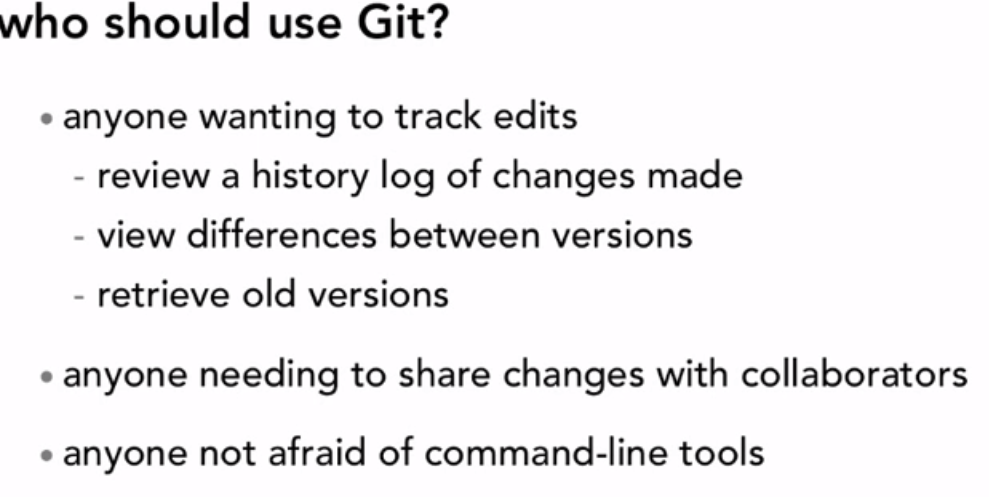 who should use Git?
• anyone wanting to track edits
- review a history log of changes made
- view differences between versions
- retrieve old versions
• anyone needing to share changes with collaborators
• anyone not afraid of command-line tools